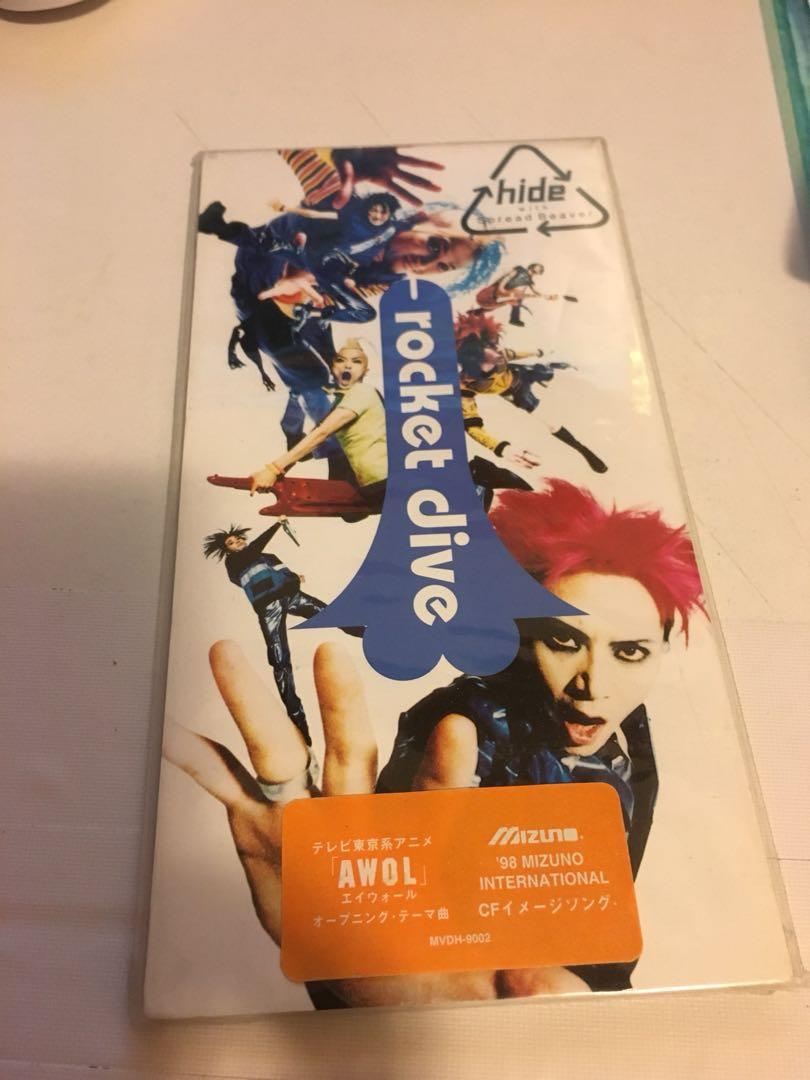 hide
with
Spread Beaver
rocket dive
テレビ東京系アニメ
「AWOL」
エイウォール
オープニング・テーマ曲
MIZUNO
'98 MIZUNO
INTERNATIONAL
CFイメージソング
MVDH-9002